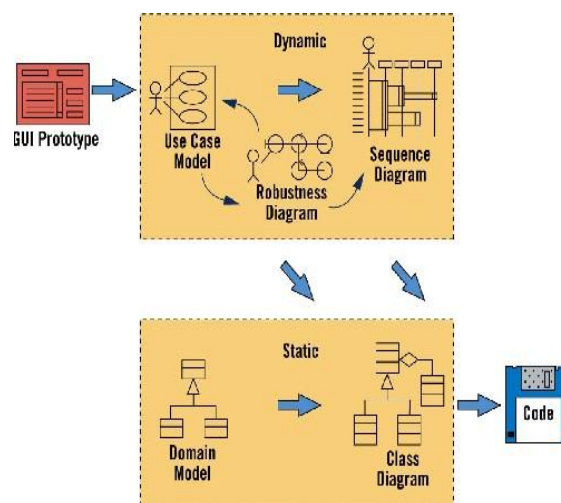 Dynamic
GUI Prototype
Use Case
Model
Robustness
Diagram
Sequence
Diagram
Static
Domain
Model
Class
Diagram
Code